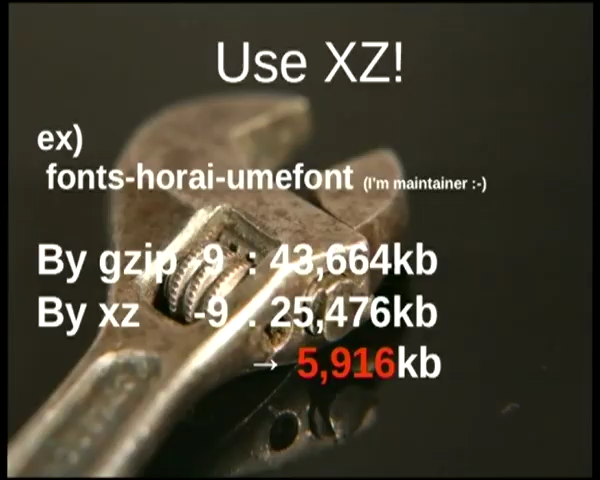 Use XZ!
ex)
fonts-horai-umefont (I'm maintainer :-)
By gzip -9 : 43,664kb
By xz -9 : 25,476kb
→ 5,916kb